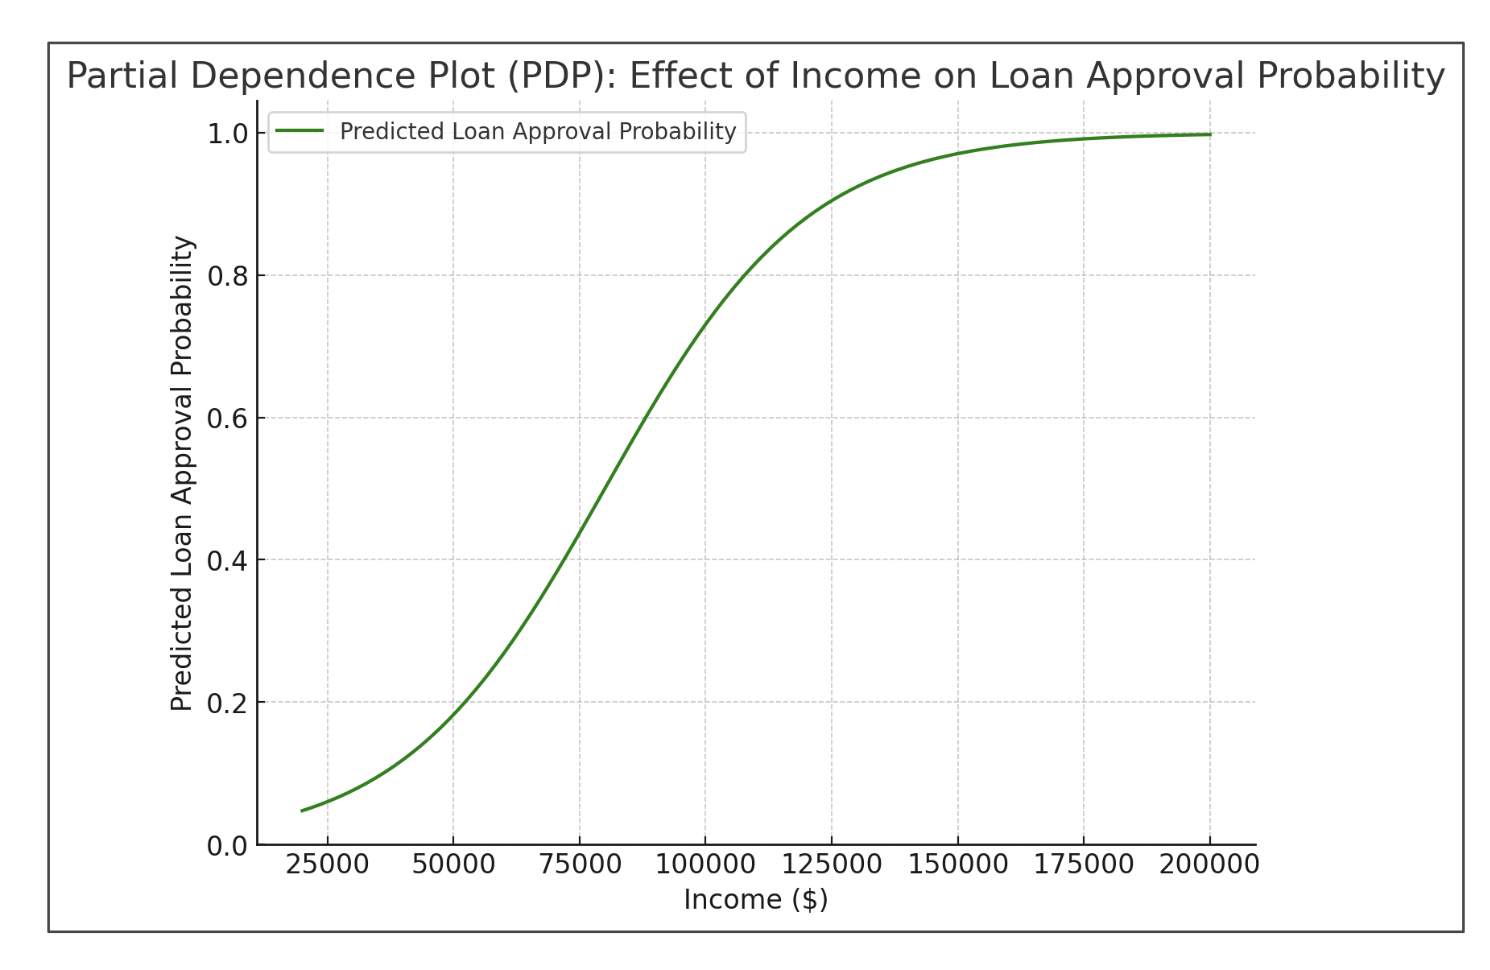 Partial Dependence Plot (PDP): Effect of Income on Loan Approval Probability
Predicted Loan Approval Probability
Predicted Loan Approval Probability
1.0
0.8
0.6
0.4
0.2
0.0
25000 50000 75000 100000 125000 150000 175000 200000
Income ($)